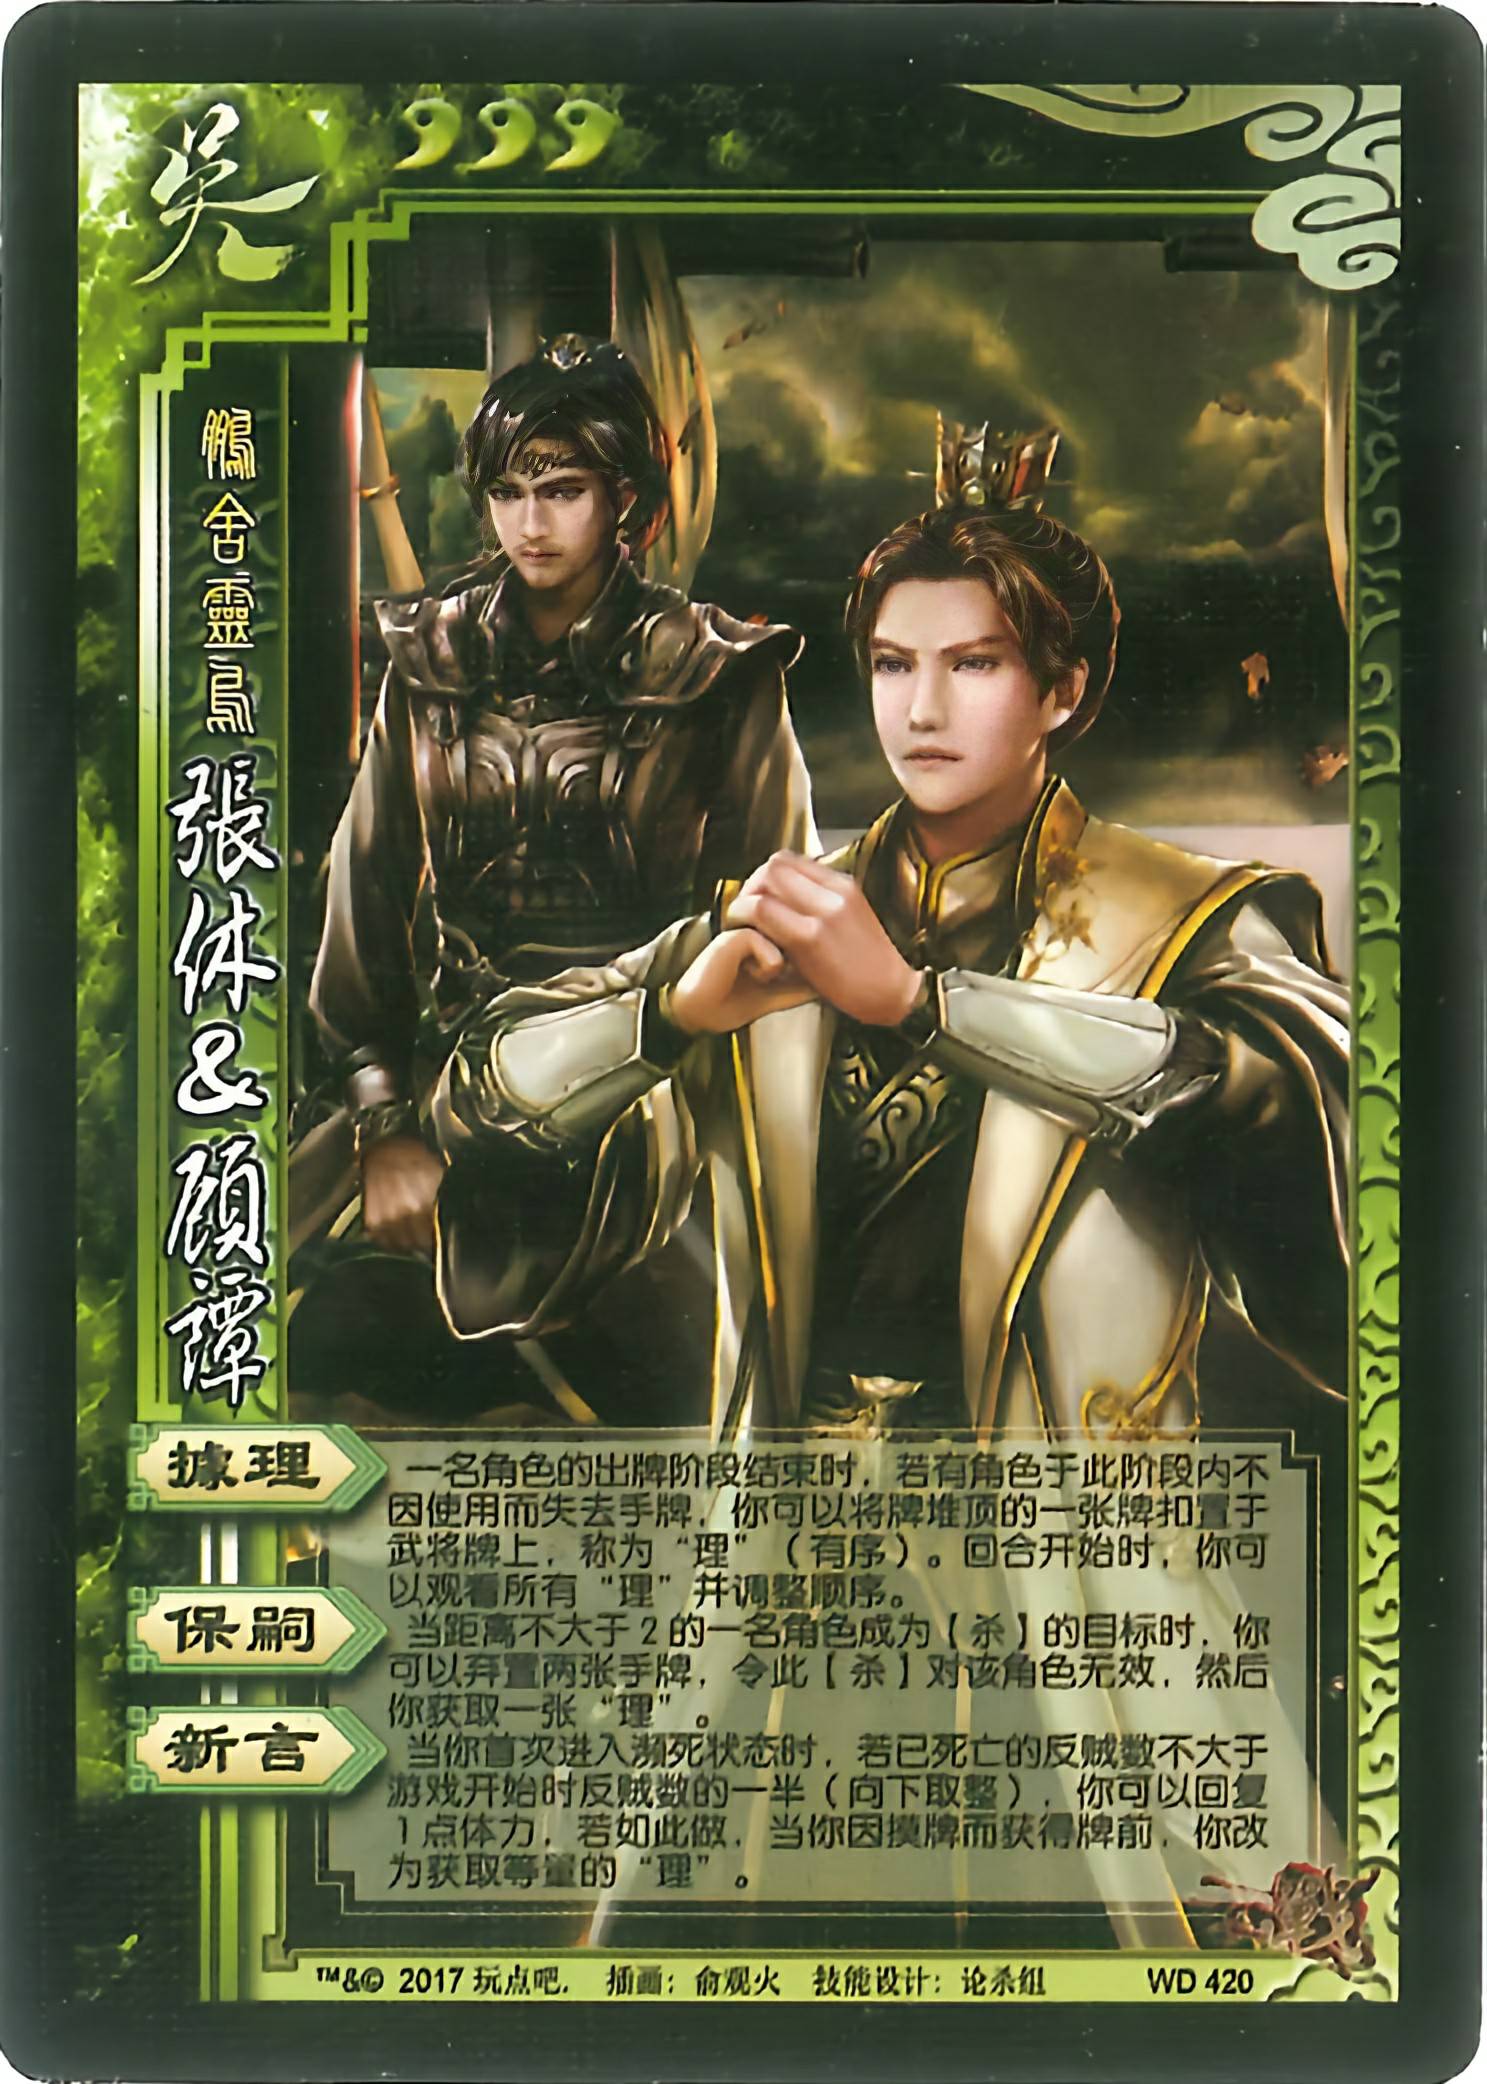 吴
鵬舍靈鳥
張休&顧譚
據理
一名角色的出牌阶段结束时，若有角色于此阶段内不
因使用而失去手牌，你可以将牌堆顶的一张牌扣置于
武将牌上，称为“理”（有序）。回合开始时，你可
以观看所有“理”并调整顺序。
保嗣
当距离不大于2的一名角色成为【杀】的目标时，你
可以弃置两张手牌，令此【杀】对该角色无效，然后
你获取一张“理”。
新言
当你首次进入濒死状态时，若已死亡的反贼数不大于
游戏开始时反贼数的一半（向下取整），你可以回复
1点体力，若如此做，当你因摸牌而获得牌前，你改
为获取等量的“理”。
™&© 2017 玩点吧. 插画：俞观火 技能设计：论杀组 WD 420